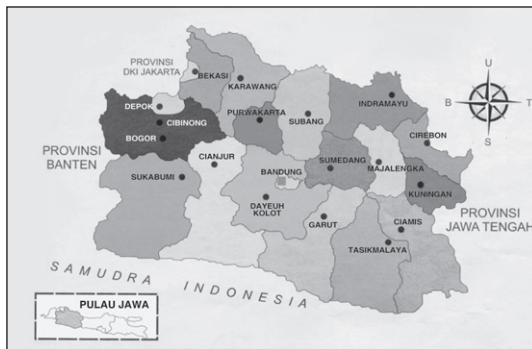 PROVINSI
DKI JAKARTA
BEKASI
KARAWANG
U
B
T
S
INDRAMAYU
DEPOK
CIBINONG
BOGOR
PURWAKARTA
SUBANG
CIREBON
PROVINSI
BANTEN
CIANJUR
SUKABUMI
BANDUNG
SUMEDANG
MAJALENGKA
KUNINGAN
DAYEUH
KOLOT
GARUT
CIAMIS
TASIKMALAYA
PROVINSI
JAWA TENGAH
SAMUDRA INDONESIA
PULAU JAWA